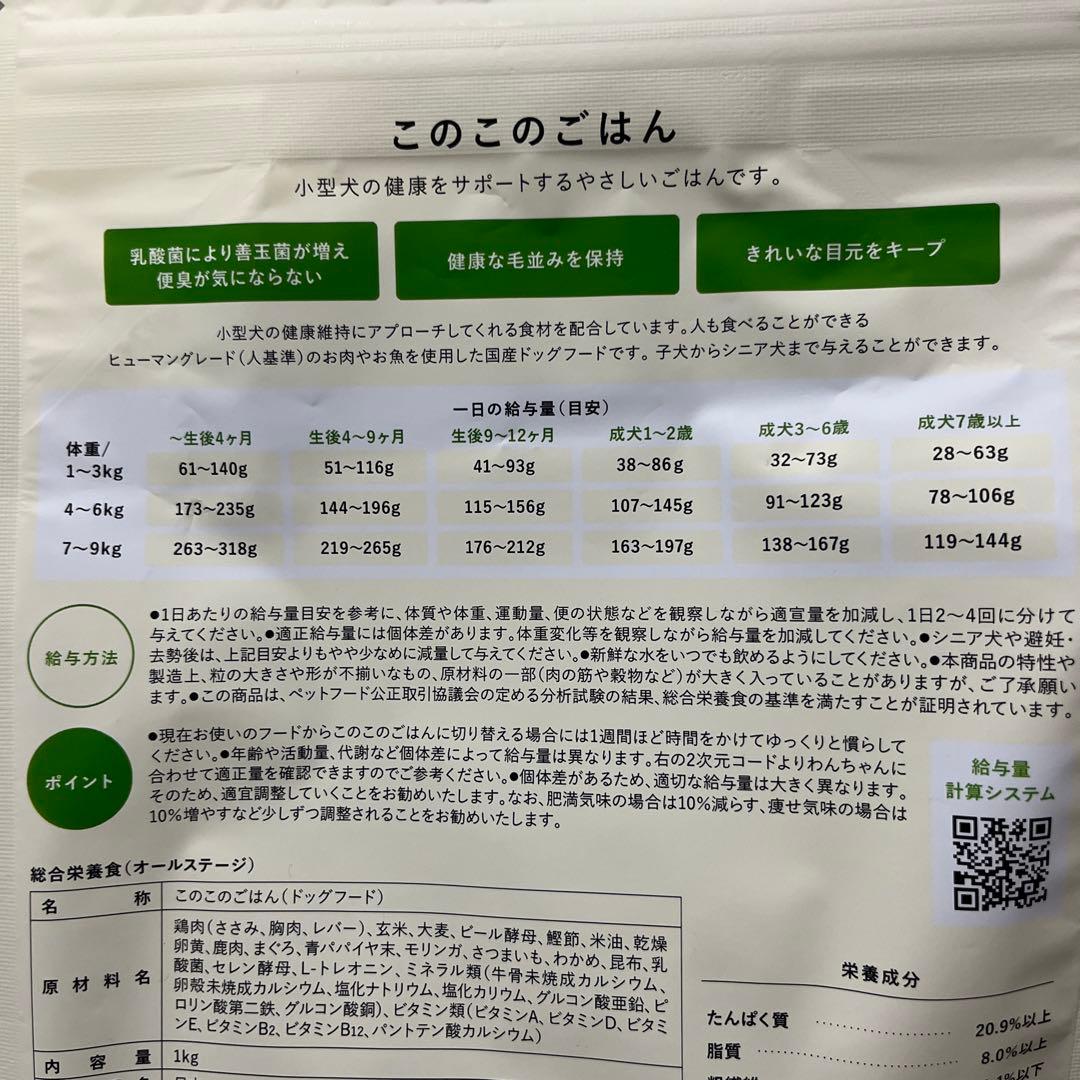 このこのごはん
小型犬の健康をサポートするやさしいごはんです。
乳酸菌により善玉菌が増え
便臭が気にならない
健康な毛並みを保持
きれいな目元をキープ
小型犬の健康維持にアプローチしてくれる食材を配合しています。人も食べることができる
ヒューマングレード(人基準)のお肉やお魚を使用した国産ドッグフードです。子犬からシニア犬まで与えることができます。
一日の給与量(目安)
体重/ ～生後4ヶ月 生後4～9ヶ月 生後9～12ヶ月 成犬1～2歳 成犬3～6歳 成犬7歳以上
1～3kg 61～140g 51～116g 41～93g 38～86g 32～73g 28～63g
4～6kg 173～235g 144～196g 115～156g 107～145g 91～123g 78～106g
7～9kg 263～318g 219～265g 176～212g 163～197g 138～167g 119～144g
給与方法
●1日あたりの給与量目安を参考に、体質や体重、運動量、便の状態などを観察しながら適宣量を加減し、1日2～4回に分けて
与えてください。●適正給与量には個体差があります。体重変化等を観察しながら給与量を加減してください。●シニア犬や避妊・
去勢後は、上記目安よりもやや少なめに減量して与えてください。●新鮮な水をいつでも飲めるようにしてください。●本商品の特性や
製造上、粒の大きさや形が不揃いなもの、原材料の一部(肉の筋や穀物など)が大きく入っていることがありますが、ご了承願い
ます。●この商品は、ペットフード公正取引協議会の定める分析試験の結果、総合栄養食の基準を満たすことが証明されています。
ポイント
●現在お使いのフードからこのこのごはんに切り替える場合には1週間ほど時間をかけてゆっくりと慣らして
ください。●年齢や活動量、代謝など個体差によって給与量は異なります。右の2次元コードよりわんちゃんに
合わせて適正量を確認できますのでご参考ください。●個体差があるため、適切な給与量は大きく異なります。
そのため、適宜調整していくことをお勧めいたします。なお、肥満気味の場合は10%減らす、痩せ気味の場合は
10%増やすなど少しずつ調整されることをお勧めいたします。
給与量
計算システム
総合栄養食(オールステージ)
名称 このこのごはん(ドッグフード)
原材料名
鶏肉(ささみ、胸肉、レバー)、玄米、大麦、ビール酵母、鰹節、米油、乾燥
卵黄、鹿肉、まぐろ、青パパイヤ末、モリンガ、さつまいも、わかめ、昆布、乳
酸菌、セレン酵母、L-トレオニン、ミネラル類(牛骨未焼成カルシウム、
卵殻未焼成カルシウム、塩化ナトリウム、塩化カリウム、グルコン酸亜鉛、ピ
ロリン酸第二鉄、グルコン酸銅)、ビタミン類(ビタミンA、ビタミンD、ビタミ
ンE、ビタミンB2、ビタミンB12、パントテン酸カルシウム)
内容量 1kg
栄養成分
たんぱく質 20.9%以上
脂質 8.0%以上